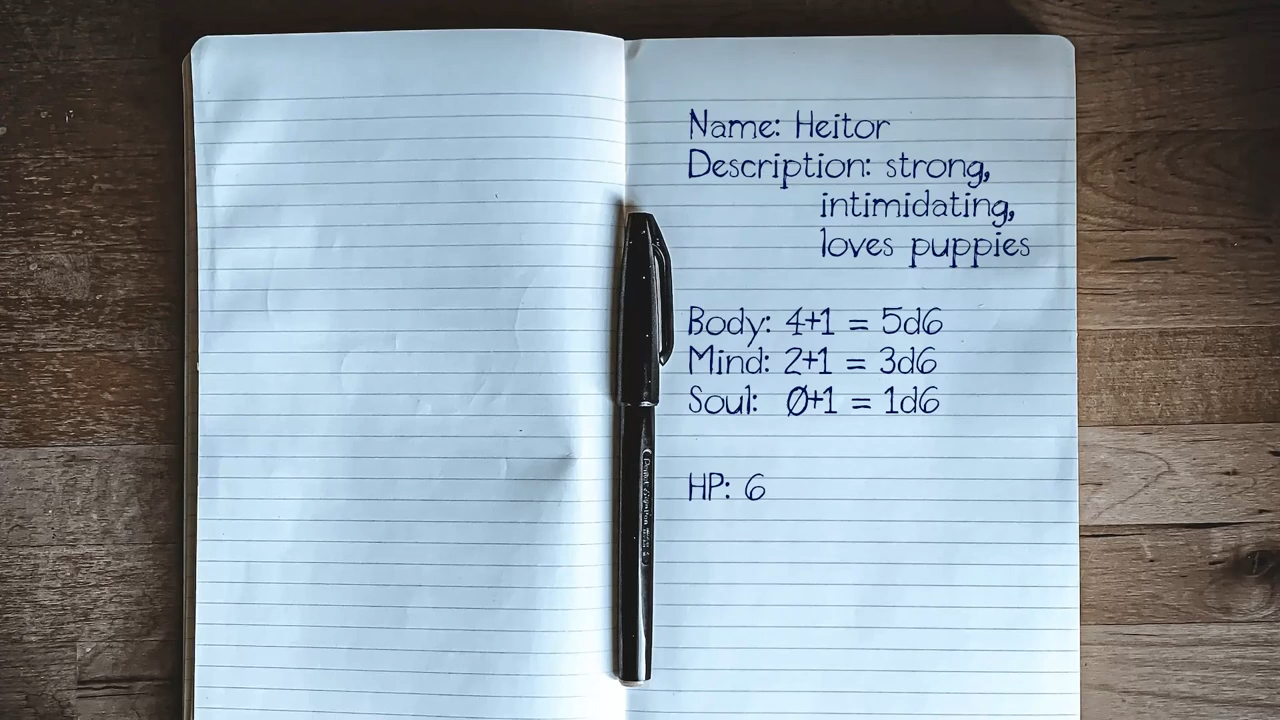 Name: Heitor
Description: strong,
intimidating,
loves puppies
Body: 4+1 = 5d6
Mind: 2+1 = 3d6
Soul: 0+1 = 1d6
HP: 6